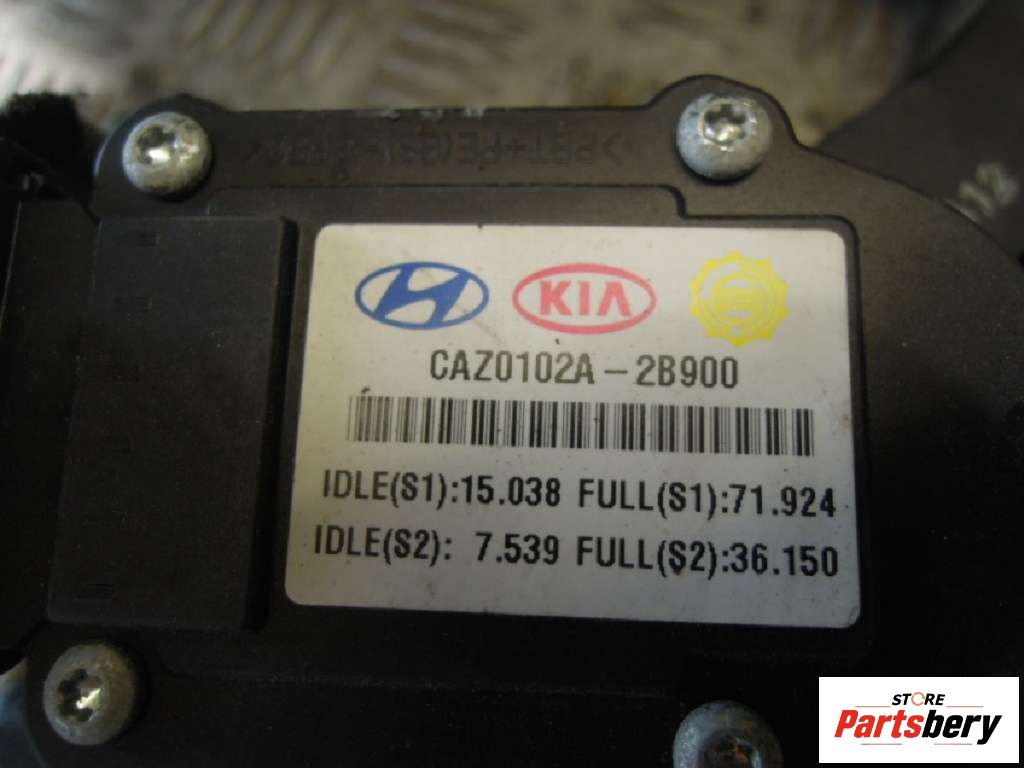 KIA
CAZ0102A-2B900
IDLE(S1):15.038 FULL(S1):71.924
IDLE(S2): 7.539 FULL(S2):36.150
12
STORE
Partsbery